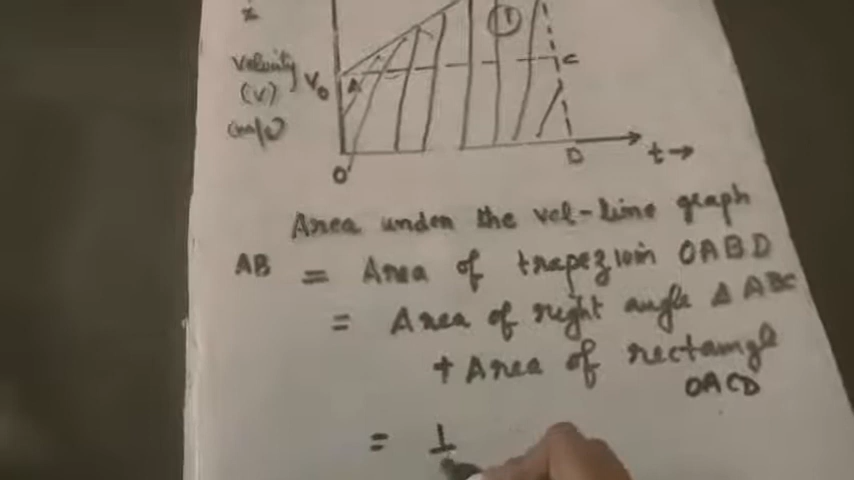 velocity
(v)
(m/s)
V₀
A
1
C
O
D
t→
Area under the vel-time graph
AB = Area of trapezium OABD
= Area of right angle Δ ABC
+ Area of rectangle
OACD
= 1